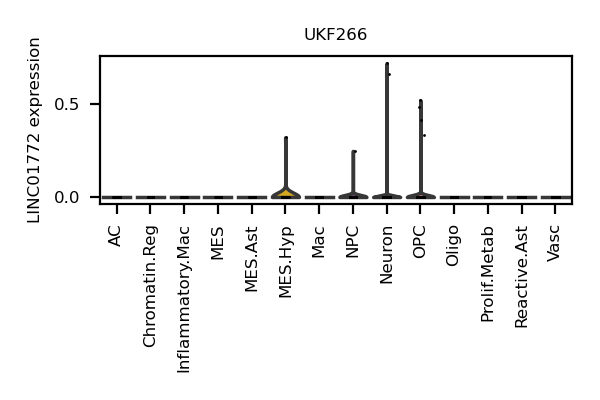 UKF266
LINC01772 expression
0.5
0.0
AC
Chromatin.Reg
Inflammatory.Mac
MES
MES.Ast
MES.Hyp
Mac
NPC
Neuron
OPC
Oligo
Prolif.Metab
Reactive.Ast
Vasc